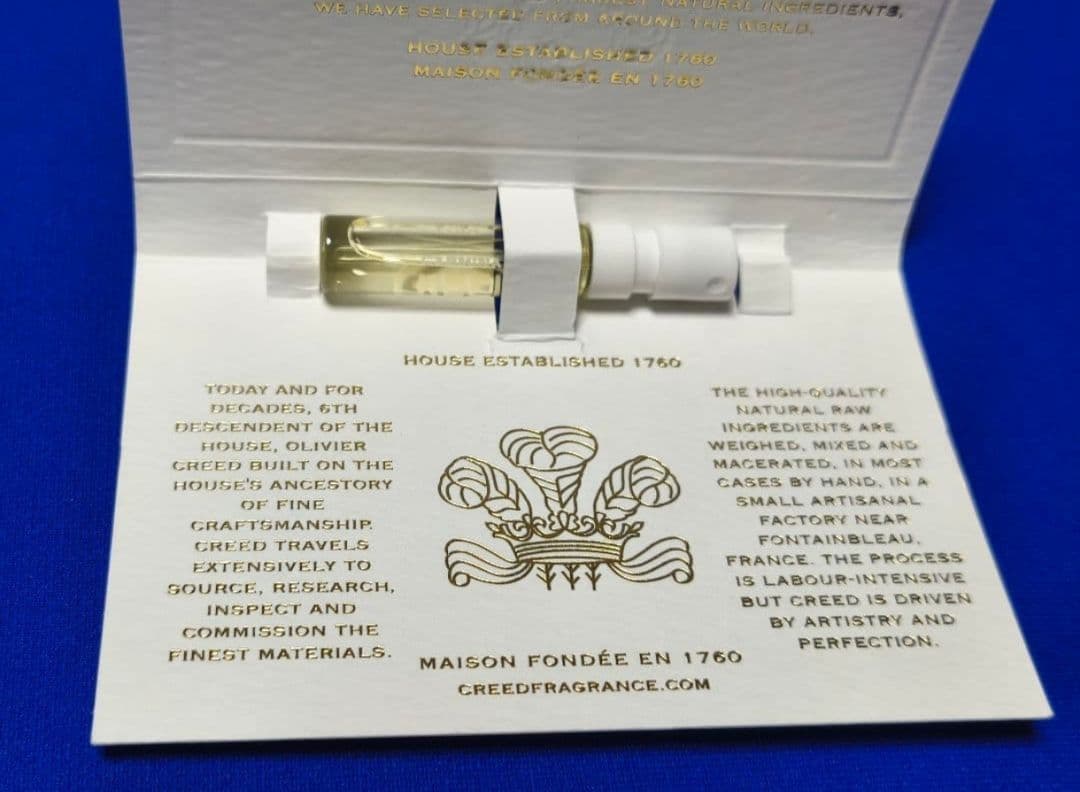 NATURAL INGREDIENTS,
WE HAVE SELECTED FROM AROUND THE WORLD.
HOUSE ESTABLISHED 1760
MAISON FONDÉE EN 1760
HOUSE ESTABLISHED 1760
TODAY AND FOR
DECADES, 6TH
DESCENDENT OF THE
HOUSE, OLIVIER
CREED BUILT ON THE
HOUSE'S ANCESTORY
OF FINE
CRAFTSMANSHIP.
CREED TRAVELS
EXTENSIVELY TO
SOURCE, RESEARCH,
INSPECT AND
COMMISSION THE
FINEST MATERIALS.
THE HIGH-QUALITY
NATURAL RAW
INGREDIENTS ARE
WEIGHED, MIXED AND
MACERATED, IN MOST
CASES BY HAND, IN A
SMALL ARTISANAL
FACTORY NEAR
FONTAINBLEAU,
FRANCE. THE PROCESS
IS LABOUR-INTENSIVE
BUT CREED IS DRIVEN
BY ARTISTRY AND
PERFECTION.
MAISON FONDÉE EN 1760
CREEDFRAGRANCE.COM